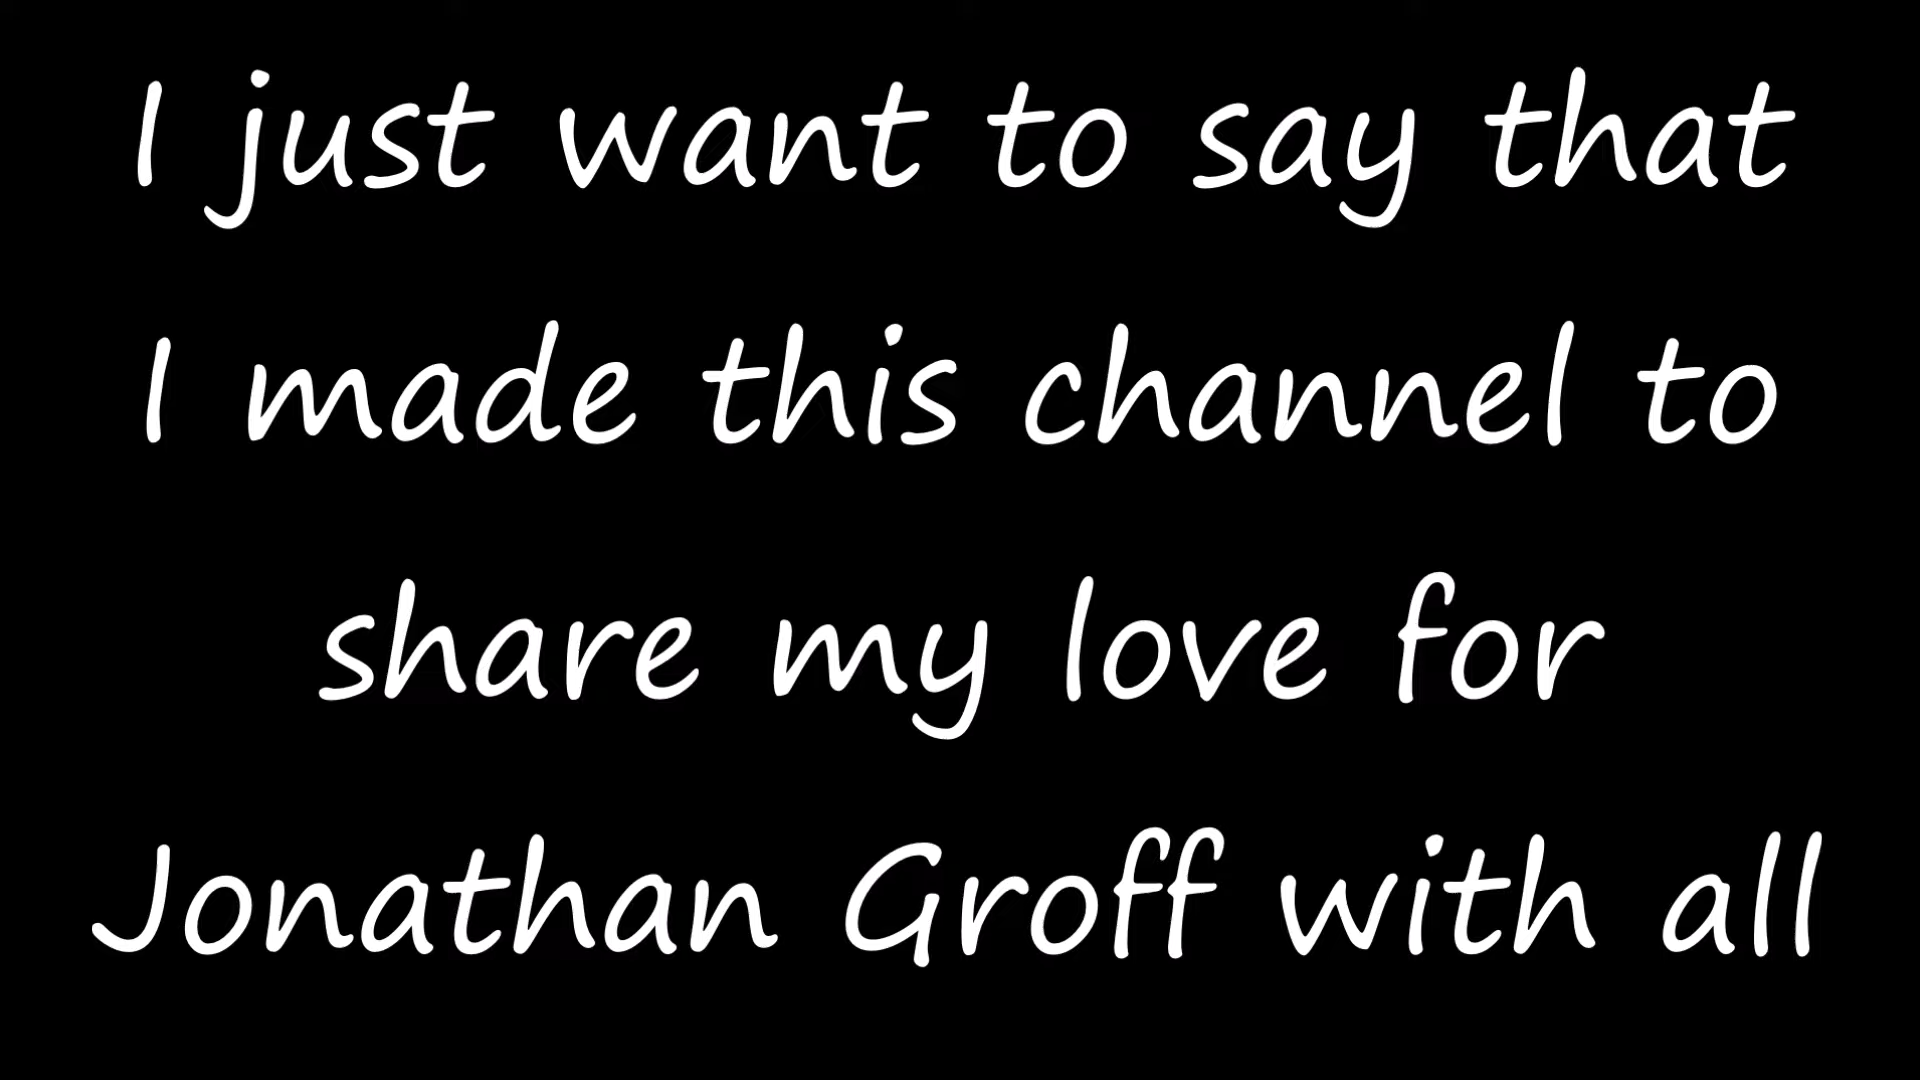 I just want to say that
I made this channel to
share my love for
Jonathan Groff with all